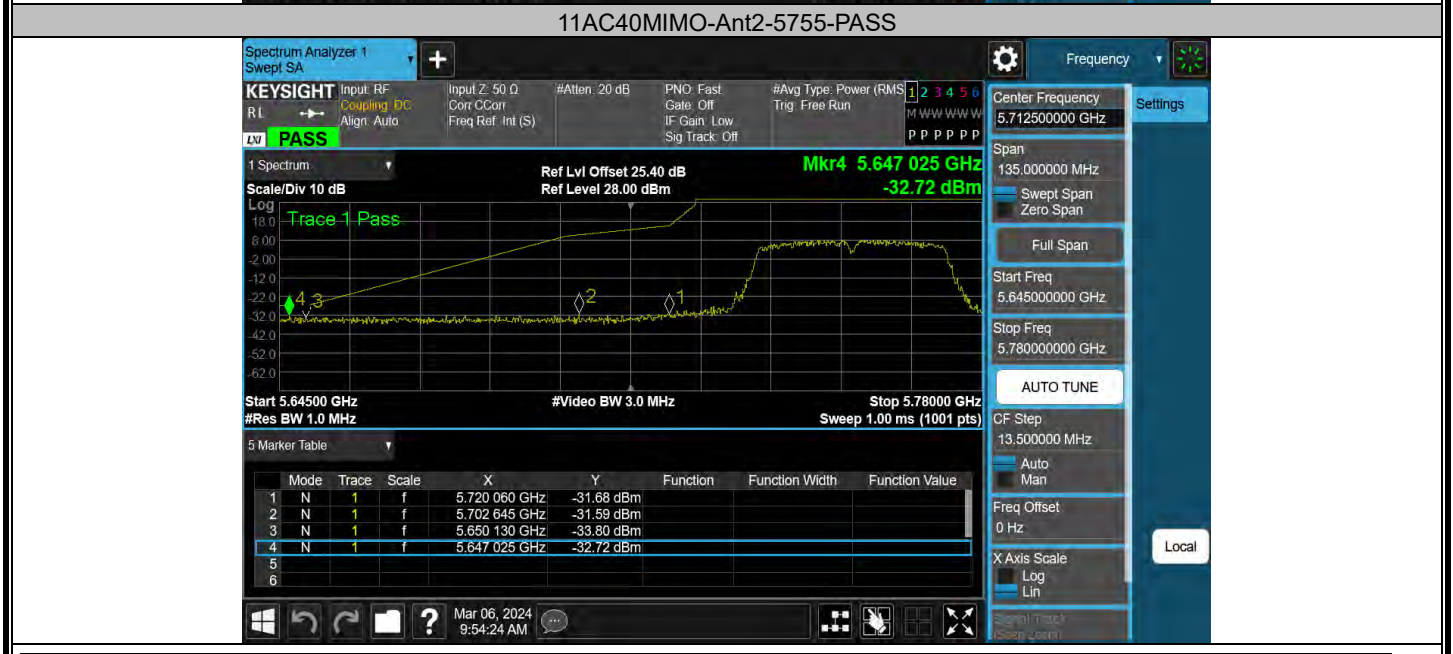 11AC40MIMO-Ant2-5755-PASS
Spectrum Analyzer 1
Swept SA
+
Frequency
KEYSIGHT
RL
LXI PASS
Input: RF
Coupling: DC
Align: Auto
Input Z: 50 Ω
Corr CCorr
Freq Ref: Int (S)
#Atten: 20 dB
PNO: Fast
Gate: Off
IF Gain: Low
Sig Track: Off
#Avg Type: Power (RMS
Trig: Free Run
1 2 3 4 5 6
M W W W W W
P P P P P P
1 Spectrum
Ref Lvl Offset 25.40 dB
Mkr4 5.647 025 GHz
Scale/Div 10 dB
Ref Level 28.00 dBm
-32.72 dBm
Log
Trace 1 Pass
18.0
8.00
-2.00
-12.0
-22.0
-32.0
-42.0
-52.0
-62.0
4 3 2 1
Start 5.64500 GHz
#Video BW 3.0 MHz
Stop 5.78000 GHz
#Res BW 1.0 MHz
Sweep 1.00 ms (1001 pts)
5 Marker Table
Mode Trace Scale X Y Function Function Width Function Value
1 N 1 f 5.720 060 GHz -31.68 dBm
2 N 1 f 5.702 645 GHz -31.59 dBm
3 N 1 f 5.650 130 GHz -33.80 dBm
4 N 1 f 5.647 025 GHz -32.72 dBm
5
6
?
Mar 06, 2024
9:54:24 AM
Center Frequency
5.712500000 GHz
Settings
Span
135.000000 MHz
Swept Span
Zero Span
Full Span
Start Freq
5.645000000 GHz
Stop Freq
5.780000000 GHz
AUTO TUNE
CF Step
13.500000 MHz
Auto
Man
Freq Offset
0 Hz
X Axis Scale
Log
Lin
Signal Track
(Span Zoom)
Local